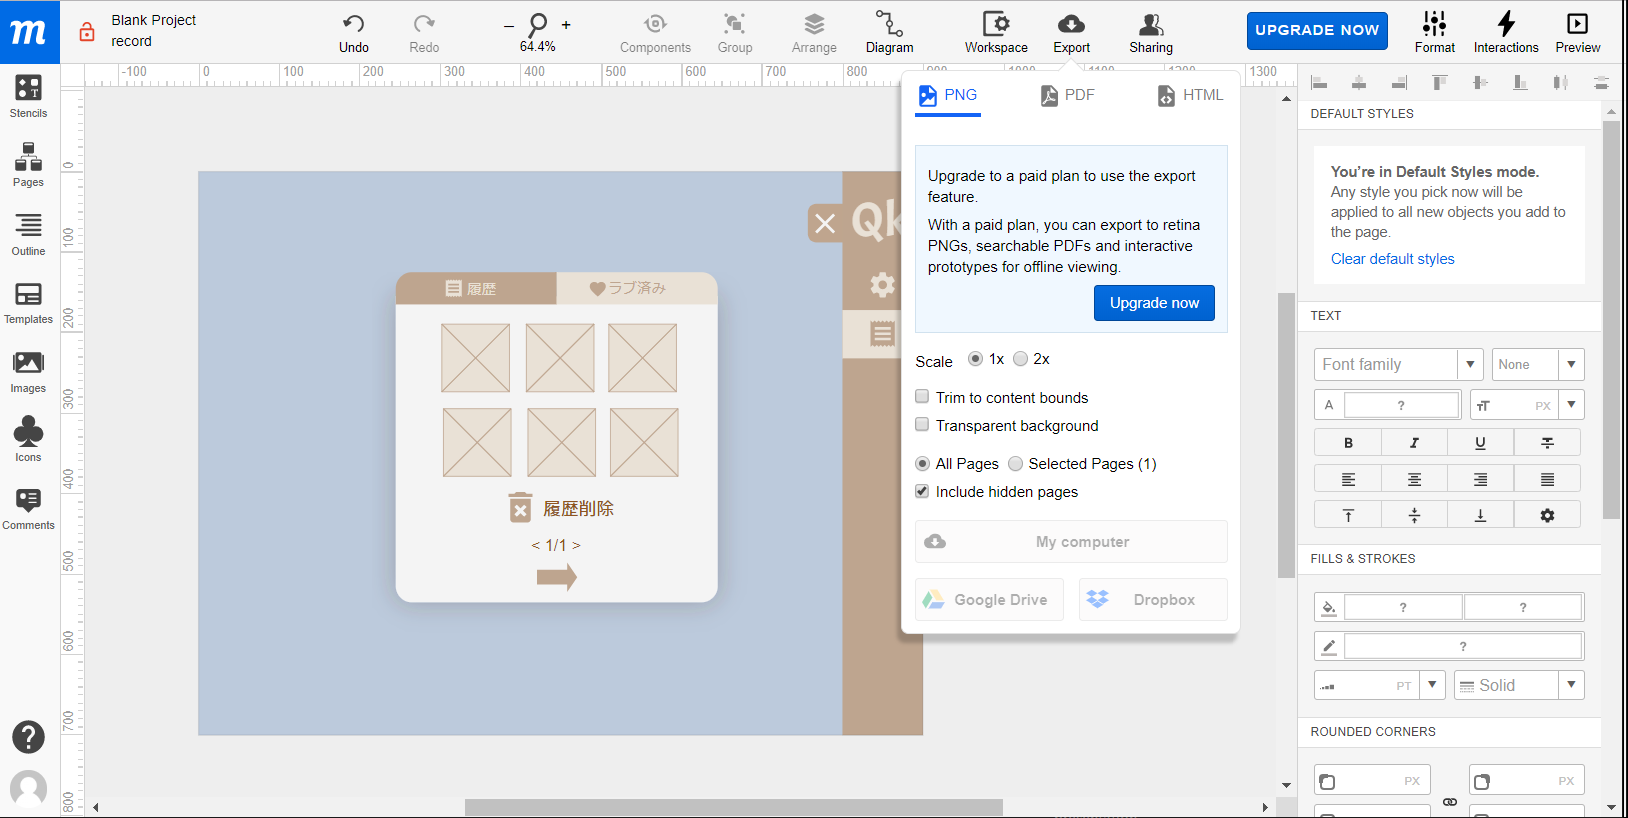 m
Blank Project
record
Undo
Redo
– 64.4% +
Components
Group
Arrange
Diagram
Workspace
Export
Sharing
UPGRADE NOW
Format
Interactions
Preview
Stencils
Pages
Outline
Templates
Images
Icons
Comments
?
-100 0 100 200 300 400 500 600 700 800 1300
0
100
200
300
400
500
600
700
800
履歴
ラブ済み
履歴削除
< 1/1 >
Qk
PNG
PDF
HTML
Upgrade to a paid plan to use the export
feature.
With a paid plan, you can export to retina
PNGs, searchable PDFs and interactive
prototypes for offline viewing.
Upgrade now
Scale 1x 2x
Trim to content bounds
Transparent background
All Pages Selected Pages (1)
Include hidden pages
My computer
Google Drive
Dropbox
DEFAULT STYLES
You're in Default Styles mode.
Any style you pick now will be
applied to all new objects you add to
the page.
Clear default styles
TEXT
Font family
None
A ?
TT PX
B I U T
FILLS & STROKES
? ?
?
PT
Solid
ROUNDED CORNERS
PX PX